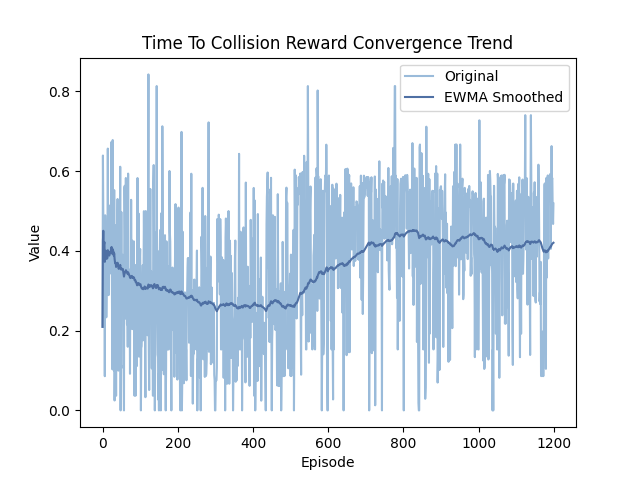 Time To Collision Reward Convergence Trend
Original
EWMA Smoothed
0.8
0.6
0.4
0.2
0.0
Value
0 200 400 600 800 1000 1200
Episode